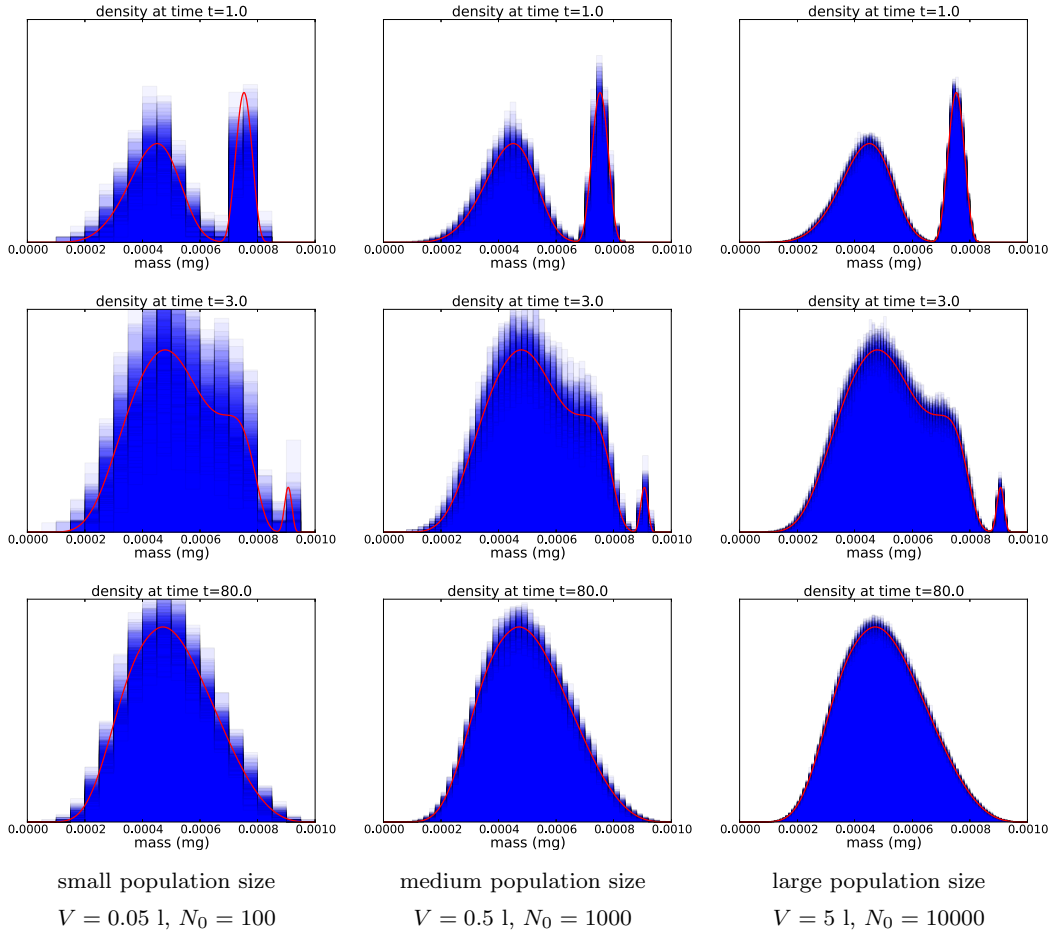 density at time t=1.0 density at time t=1.0 density at time t=1.0
0.0000 0.0002 0.0004 0.0006 0.0008 0.0010 0.0000 0.0002 0.0004 0.0006 0.0008 0.0010 0.0000 0.0002 0.0004 0.0006 0.0008 0.0010
mass (mg) mass (mg) mass (mg)
density at time t=3.0 density at time t=3.0 density at time t=3.0
0.0000 0.0002 0.0004 0.0006 0.0008 0.0010 0.0000 0.0002 0.0004 0.0006 0.0008 0.0010 0.0000 0.0002 0.0004 0.0006 0.0008 0.0010
mass (mg) mass (mg) mass (mg)
density at time t=80.0 density at time t=80.0 density at time t=80.0
0.0000 0.0002 0.0004 0.0006 0.0008 0.0010 0.0000 0.0002 0.0004 0.0006 0.0008 0.0010 0.0000 0.0002 0.0004 0.0006 0.0008 0.0010
mass (mg) mass (mg) mass (mg)
small population size medium population size large population size
V = 0.05 l, N₀ = 100 V = 0.5 l, N₀ = 1000 V = 5 l, N₀ = 10000